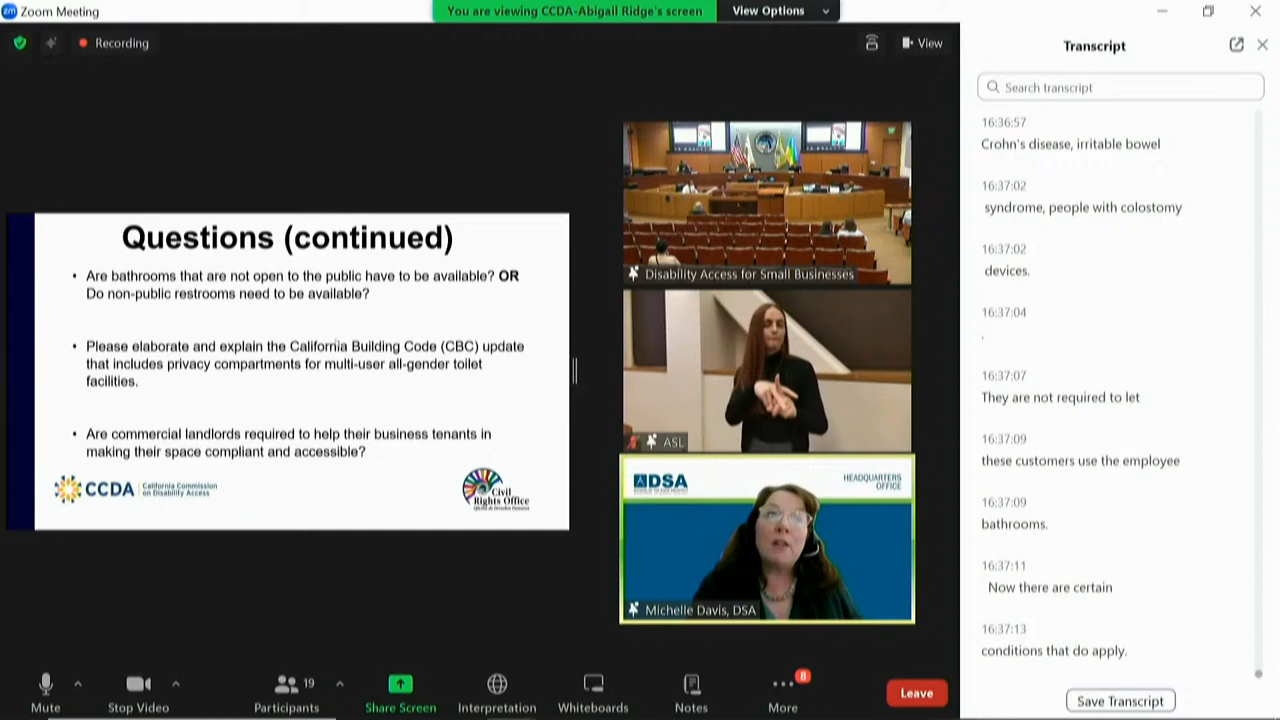 Zoom Meeting
You are viewing CCDA-Abigail Ridge's screen
View Options
Recording
View
Questions (continued)
• Are bathrooms that are not open to the public have to be available? OR
Do non-public restrooms need to be available?
• Please elaborate and explain the California Building Code (CBC) update
that includes privacy compartments for multi-user all-gender toilet
facilities.
• Are commercial landlords required to help their business tenants in
making their space compliant and accessible?
CCDA
California Commission
on Disability Access
Civil
Rights Office
Disability Access for Small Businesses
ASL
DSA
HEADQUARTERS
OFFICE
Michelle Davis, DSA
Transcript
Search transcript
16:36:57
Crohn's disease, irritable bowel
16:37:02
syndrome, people with colostomy
16:37:02
devices.
16:37:04
.
16:37:07
They are not required to let
16:37:09
these customers use the employee
16:37:09
bathrooms.
16:37:11
Now there are certain
16:37:13
conditions that do apply.
Save Transcript
Mute
Stop Video
19
Participants
Share Screen
Interpretation
Whiteboards
Notes
8
More
Leave